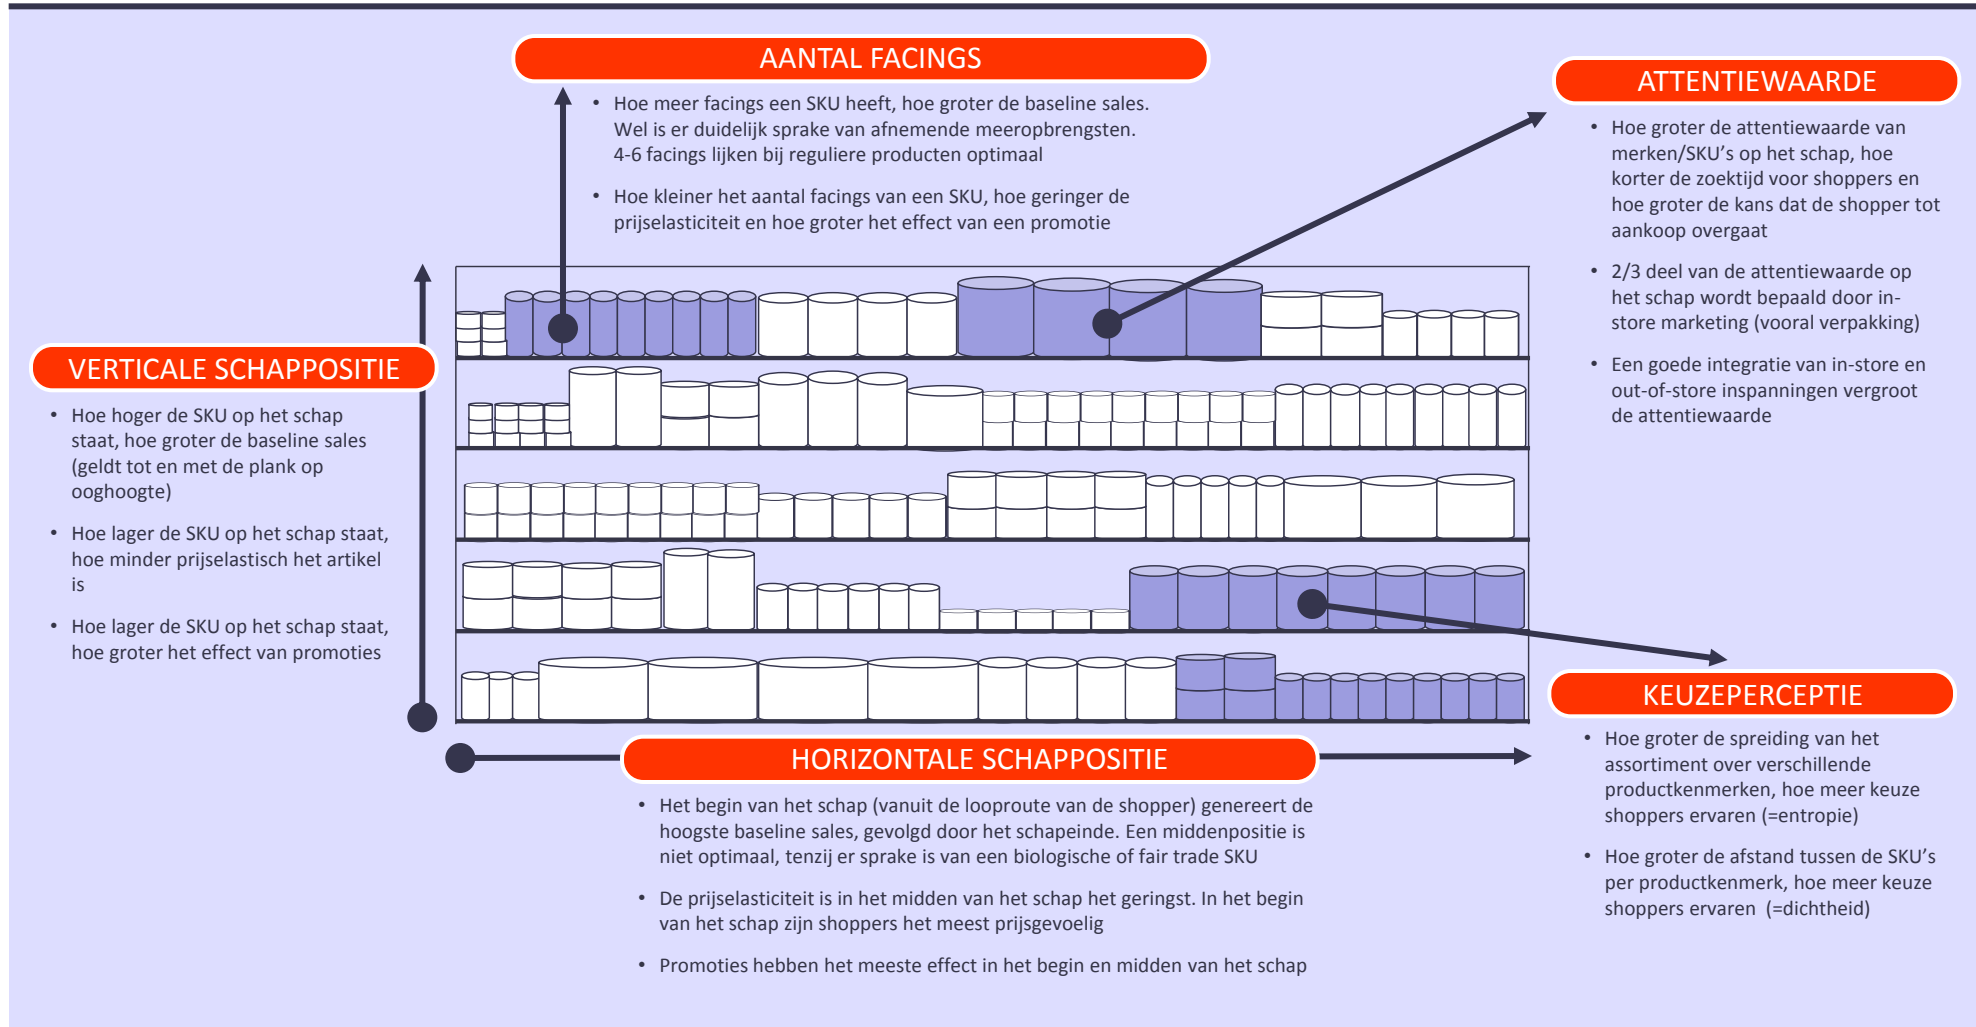 AANTAL FACINGS
• Hoe meer facings een SKU heeft, hoe groter de baseline sales.
Wel is er duidelijk sprake van afnemende meeropbrengsten.
4-6 facings lijken bij reguliere producten optimaal
• Hoe kleiner het aantal facings van een SKU, hoe geringer de
prijselasticiteit en hoe groter het effect van een promotie
ATTENTIEWAARDE
• Hoe groter de attentiewaarde van
merken/SKU's op het schap, hoe
korter de zoektijd voor shoppers en
hoe groter de kans dat de shopper tot
aankoop overgaat
• 2/3 deel van de attentiewaarde op
het schap wordt bepaald door in-
store marketing (vooral verpakking)
• Een goede integratie van in-store en
out-of-store inspanningen vergroot
de attentiewaarde
VERTICALE SCHAPPOSITIE
• Hoe hoger de SKU op het schap
staat, hoe groter de baseline sales
(geldt tot en met de plank op
ooghoogte)
• Hoe lager de SKU op het schap staat,
hoe minder prijselastisch het artikel
is
• Hoe lager de SKU op het schap staat,
hoe groter het effect van promoties
KEUZEPERCEPTIE
• Hoe groter de spreiding van het
assortiment over verschillende
productkenmerken, hoe meer keuze
shoppers ervaren (=entropie)
• Hoe groter de afstand tussen de SKU's
per productkenmerk, hoe meer keuze
shoppers ervaren (=dichtheid)
HORIZONTALE SCHAPPOSITIE
• Het begin van het schap (vanuit de looproute van de shopper) genereert de
hoogste baseline sales, gevolgd door het schapeinde. Een middenpositie is
niet optimaal, tenzij er sprake is van een biologische of fair trade SKU
• De prijselasticiteit is in het midden van het schap het geringst. In het begin
van het schap zijn shoppers het meest prijsgevoelig
• Promoties hebben het meeste effect in het begin en midden van het schap